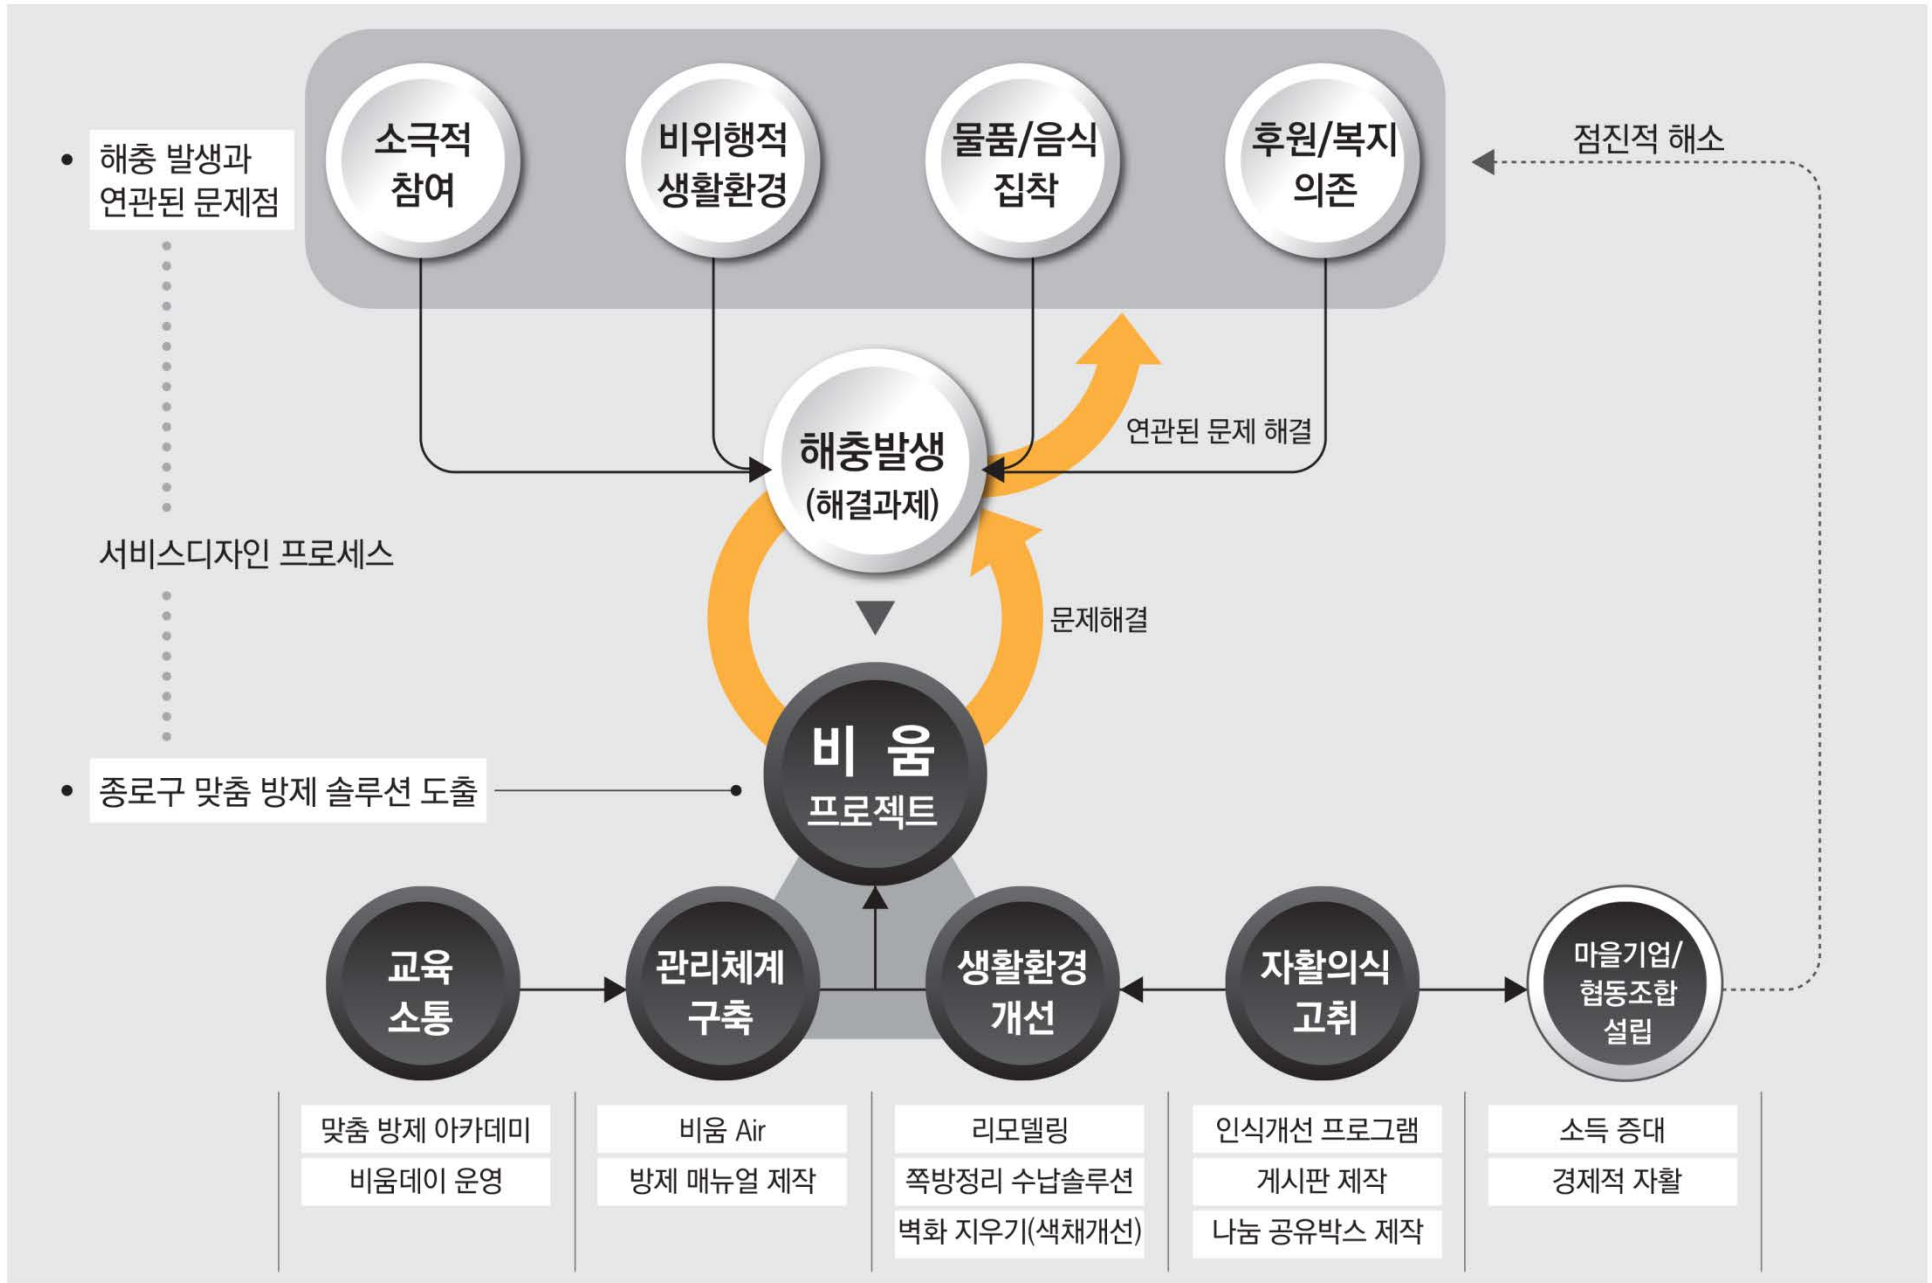 해충 발생과
연관된 문제점
소극적
참여
비위행적
생활환경
물품/음식
집착
후원/복지
의존
점진적 해소
해충발생
(해결과제)
연관된 문제 해결
서비스디자인 프로세스
문제해결
비 움
프로젝트
종로구 맞춤 방제 솔루션 도출
교육
소통
관리체계
구축
생활환경
개선
자활의식
고취
마을기업/
협동조합
설립
맞춤 방제 아카데미
비움데이 운영
비움 Air
방제 매뉴얼 제작
리모델링
쪽방정리 수납솔루션
벽화 지우기(색채개선)
인식개선 프로그램
게시판 제작
나눔 공유박스 제작
소득 증대
경제적 자활